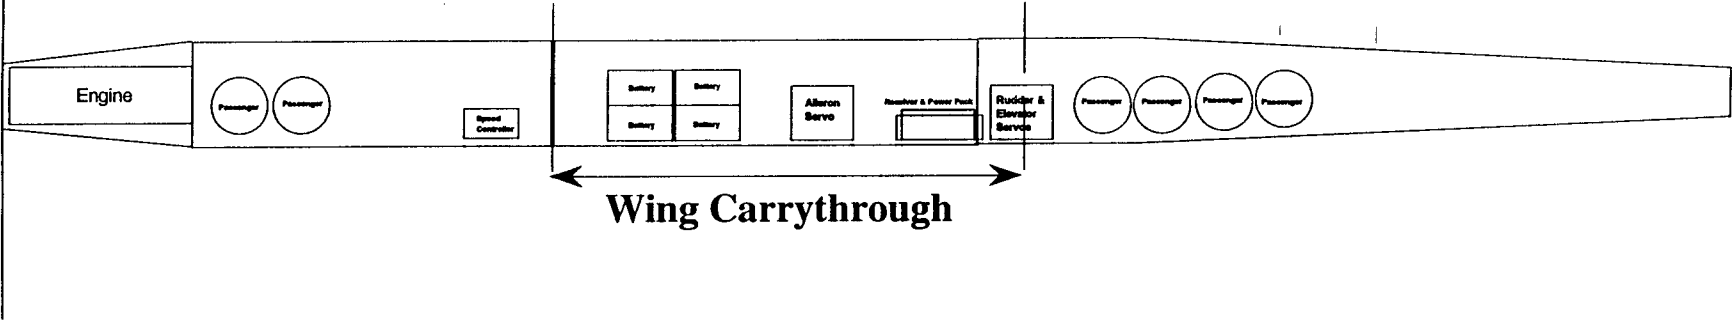 Engine
Passenger
Passenger
Speed
Controller
Battery
Battery
Battery
Battery
Aileron
Servo
Receiver & Power Pack
Rudder &
Elevator
Servos
Passenger
Passenger
Passenger
Passenger
Wing Carrythrough